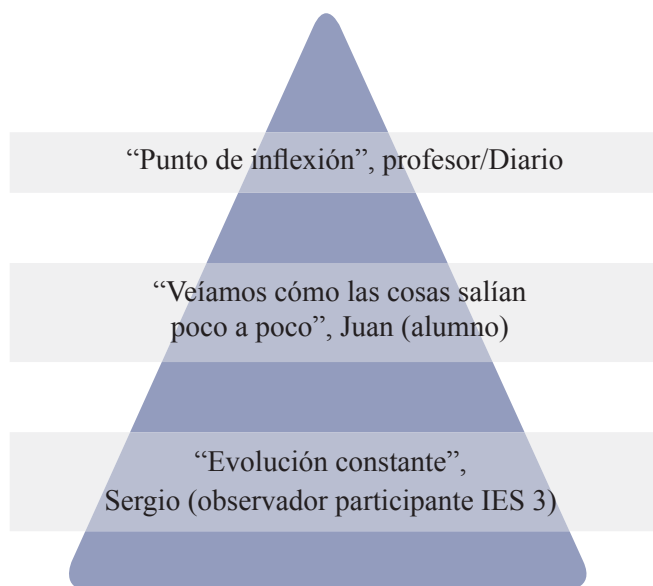 “Punto de inflexión”, profesor/Diario
“Veíamos cómo las cosas salían
poco a poco”, Juan (alumno)
“Evolución constante”,
Sergio (observador participante IES 3)